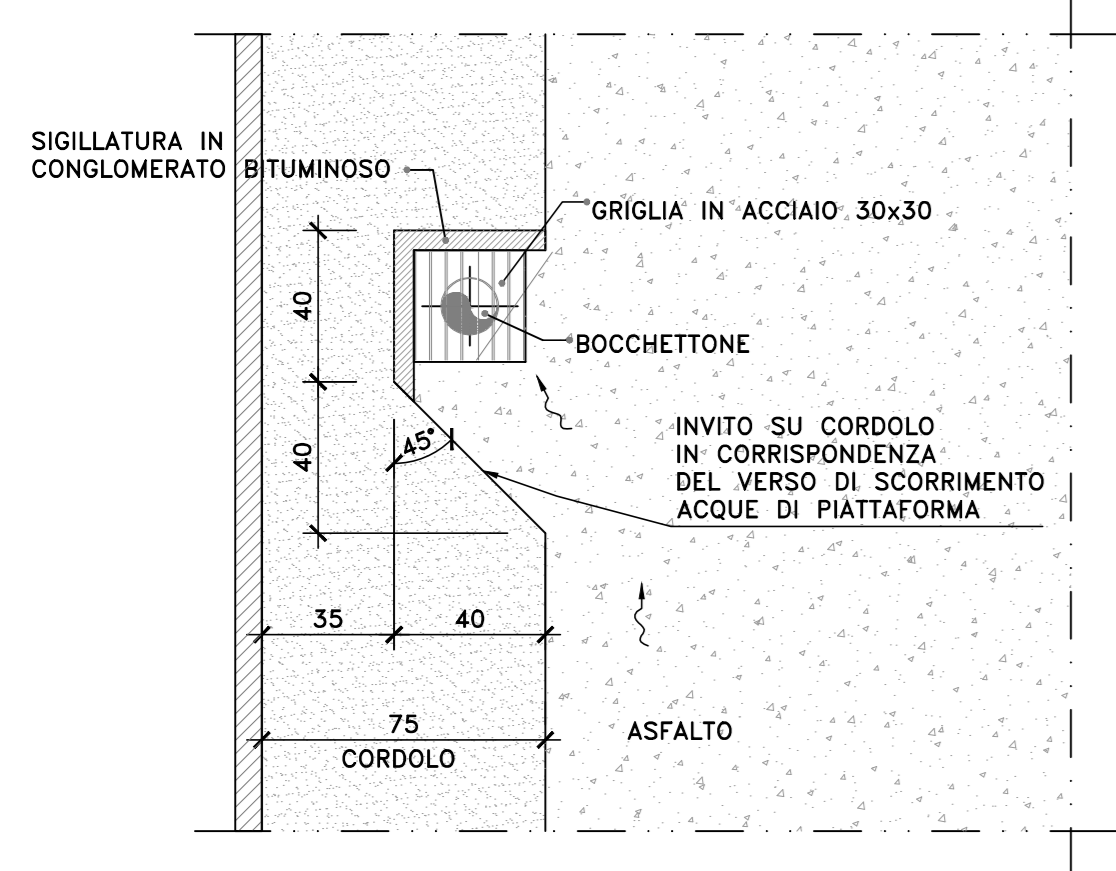 SIGILLATURA IN
CONGLOMERATO BITUMINOSO
GRIGLIA IN ACCIAIO 30x30
40
BOCCHETTONE
INVITO SU CORDOLO
IN CORRISPONDENZA
DEL VERSO DI SCORRIMENTO
ACQUE DI PIATTAFORMA
45°
40
35
40
75
CORDOLO
ASFALTO